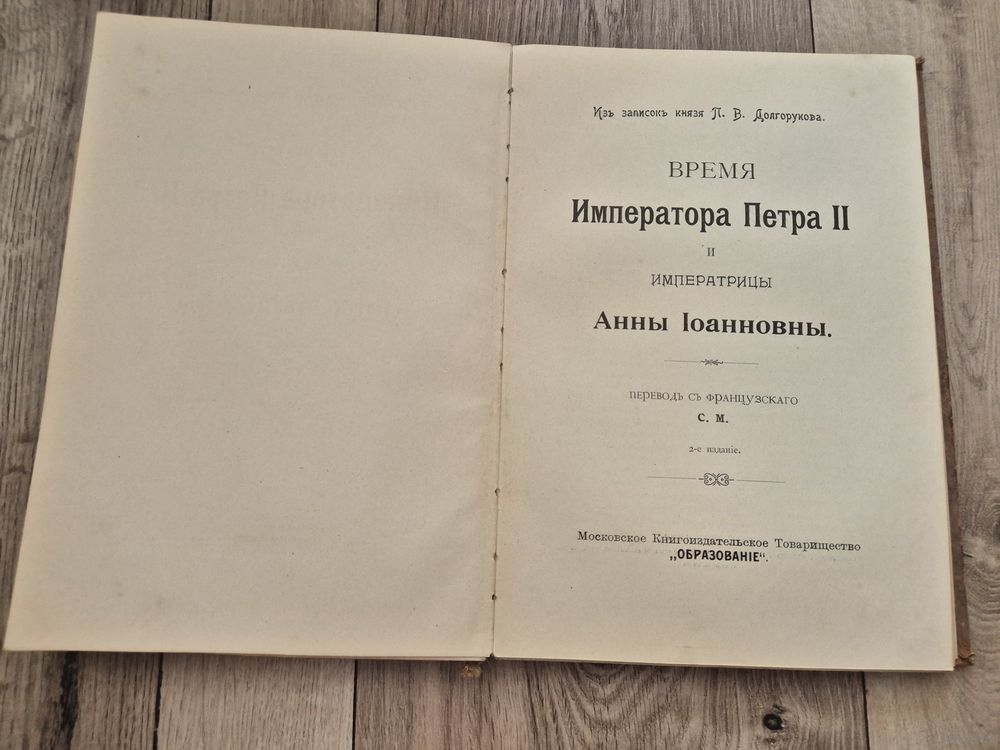 Изъ записокъ князя П. В. Долгорукова.
ВРЕМЯ
Императора Петра II
и
ИМПЕРАТРИЦЫ
Анны Іоанновны.
ПЕРЕВОДЪ СЪ ФРАНЦУЗСКАГО
С. М.
2-е изданіе.
Московское Книгоиздательское Товарищество
„ОБРАЗОВАНІЕ“.